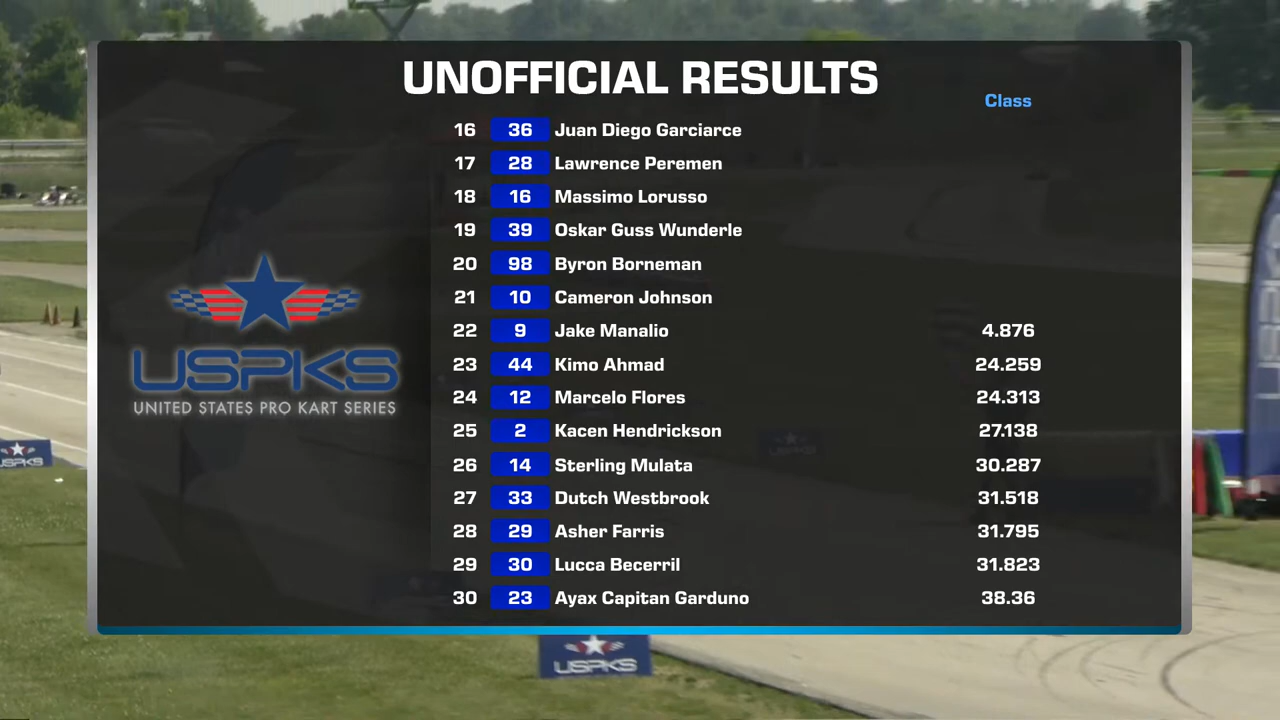 UNOFFICIAL RESULTS
Class
16 36 Juan Diego Garciarce
17 28 Lawrence Peremen
18 16 Massimo Lorusso
19 39 Oskar Guss Wunderle
20 98 Byron Borneman
21 10 Cameron Johnson
22 9 Jake Manalio 4.876
23 44 Kimo Ahmad 24.259
24 12 Marcelo Flores 24.313
25 2 Kacen Hendrickson 27.138
26 14 Sterling Mulata 30.287
27 33 Dutch Westbrook 31.518
28 29 Asher Farris 31.795
29 30 Lucca Becerril 31.823
30 23 Ayax Capitan Garduno 38.36
USPKS
UNITED STATES PRO KART SERIES
USPKS
USPKS